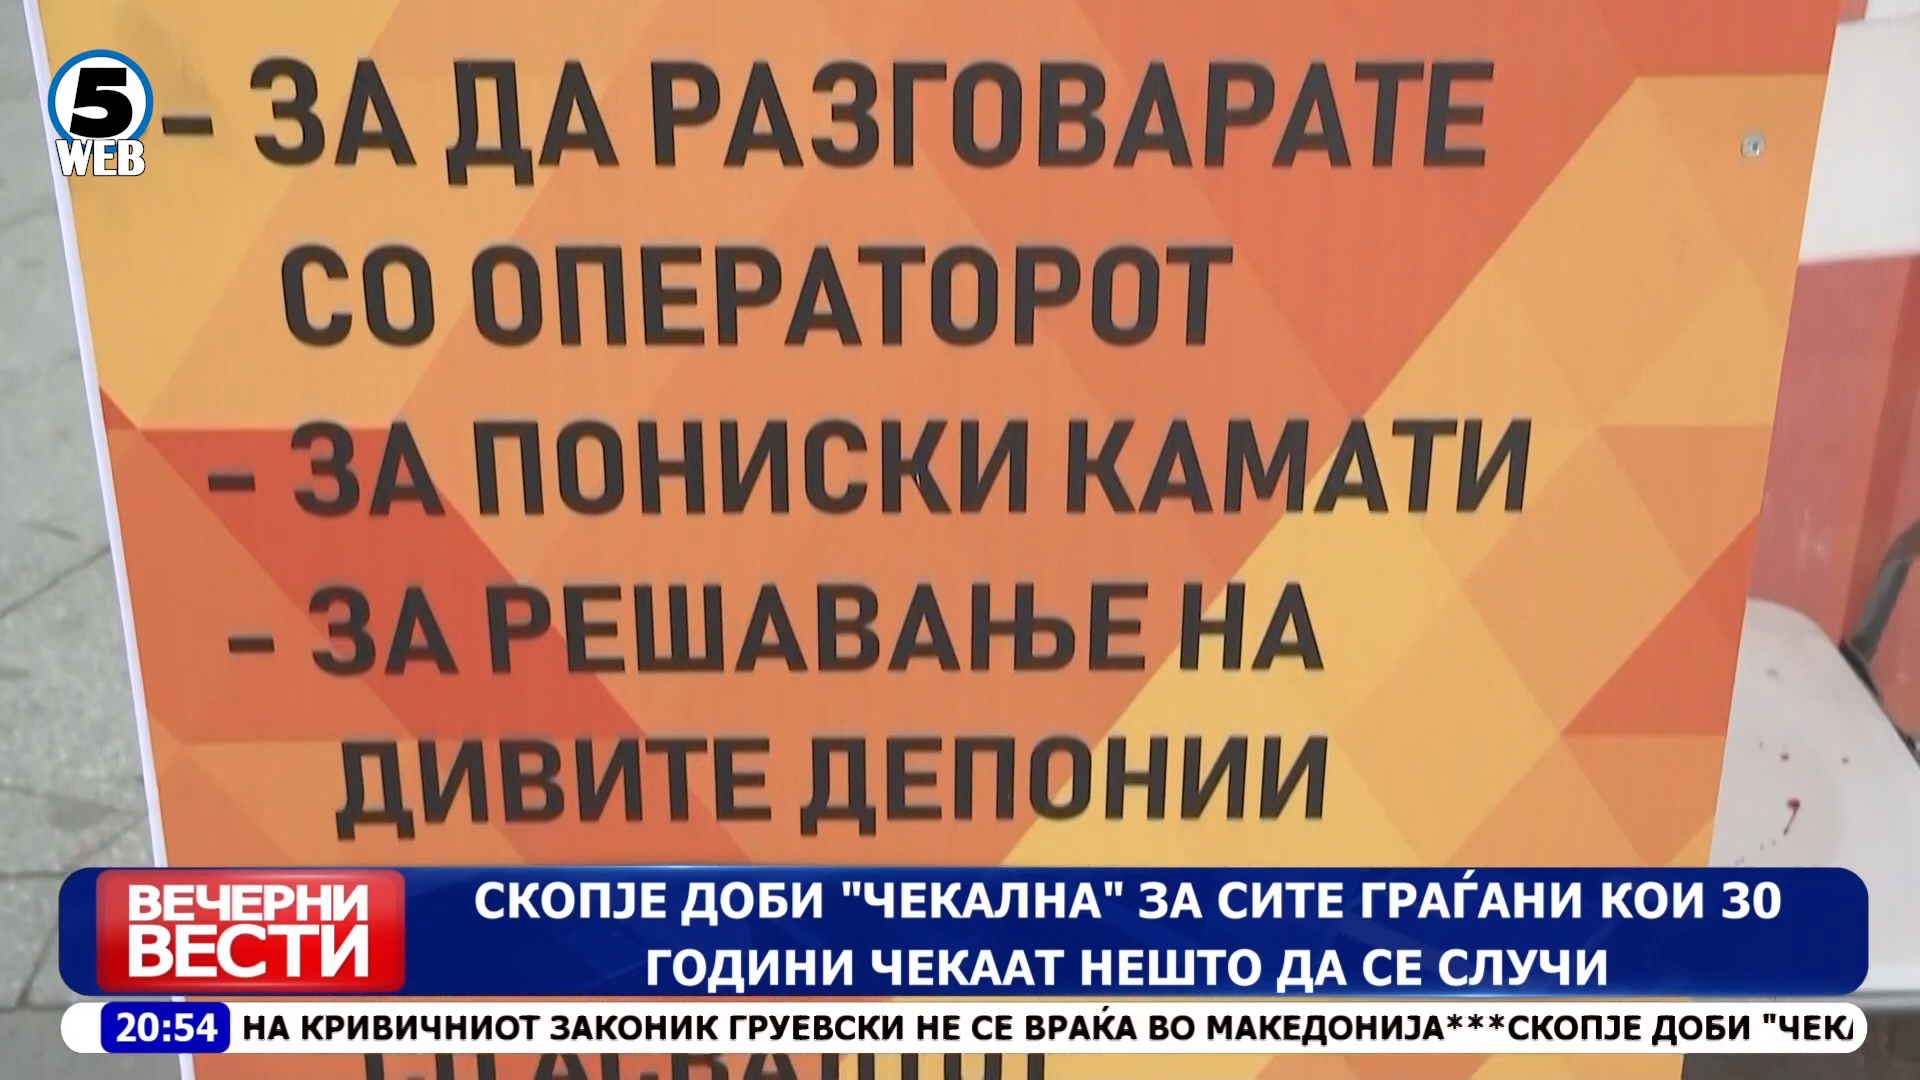 5
WEB
- ЗА ДА РАЗГОВАРАТЕ
СО ОПЕРАТОРОТ
- ЗА ПОНИСКИ КАМАТИ
- ЗА РЕШАВАЊЕ НА
ДИВИТЕ ДЕПОНИИ
ВЕЧЕРНИ
ВЕСТИ
СКОПЈЕ ДОБИ "ЧЕКАЛНА" ЗА СИТЕ ГРАЃАНИ КОИ 30
ГОДИНИ ЧЕКААТ НЕШТО ДА СЕ СЛУЧИ
20:54 НА КРИВИЧНИОТ ЗАКОНИК ГРУЕВСКИ НЕ СЕ ВРАЌА ВО МАКЕДОНИЈА***СКОПЈЕ ДОБИ "ЧЕКА